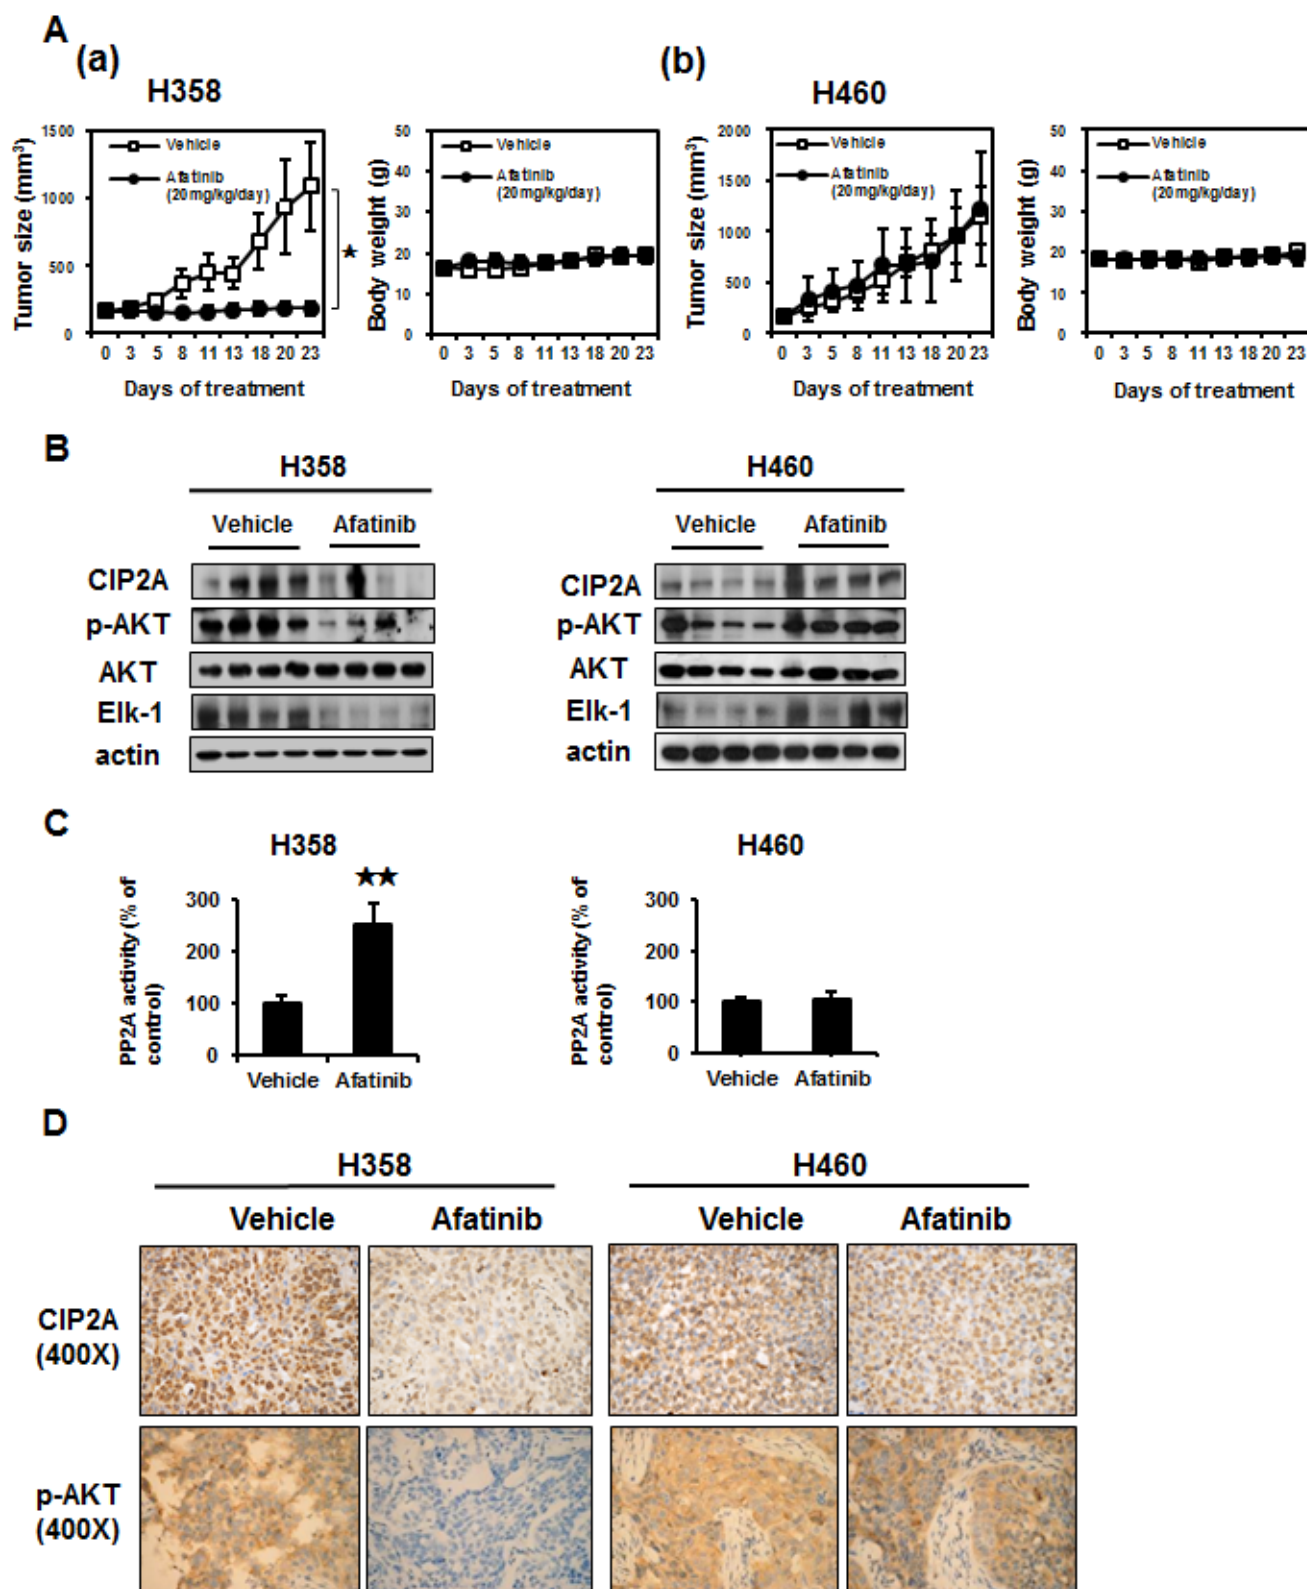 A
(a)
H358
Tumor size (mm³)
1500
1000
500
0
Vehicle
Afatinib
(20mg/kg/day)
★
0 3 5 8 11 13 18 20 23
Days of treatment
Body weight (g)
50
40
30
20
10
0
Vehicle
Afatinib
(20mg/kg/day)
0 3 5 8 11 13 18 20 23
Days of treatment
(b)
H460
Tumor size (mm³)
2000
1500
1000
500
0
Vehicle
Afatinib
(20mg/kg/day)
0 3 5 8 11 13 18 20 23
Days of treatment
Body weight (g)
50
40
30
20
10
0
Vehicle
Afatinib
(20mg/kg/day)
0 3 5 8 11 13 18 20 23
Days of treatment
B
H358
Vehicle Afatinib
CIP2A
p-AKT
AKT
Elk-1
actin
H460
Vehicle Afatinib
CIP2A
p-AKT
AKT
Elk-1
actin
C
H358
★★
PP2A activity (% of
control)
300
200
100
0
Vehicle Afatinib
H460
PP2A activity (% of
control)
300
200
100
0
Vehicle Afatinib
D
H358 H460
Vehicle Afatinib Vehicle Afatinib
CIP2A
(400X)
p-AKT
(400X)